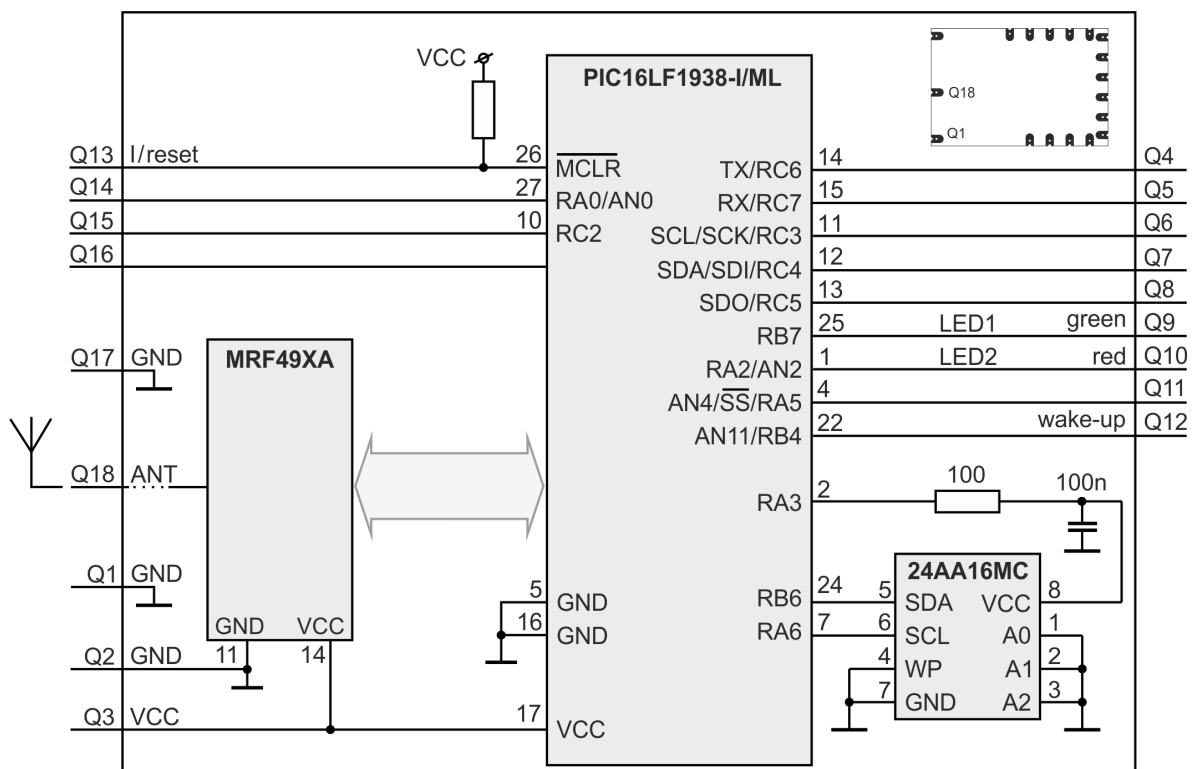 VCC
PIC16LF1938-I/ML
Q18
Q1
Q13 I/reset 26 MCLR
Q14 27 RA0/AN0
Q15 10 RC2
Q16
TX/RC6 14 Q4
RX/RC7 15 Q5
SCL/SCK/RC3 11 Q6
SDA/SDI/RC4 12 Q7
SDO/RC5 13 Q8
RB7 25 LED1 green Q9
RA2/AN2 1 LED2 red Q10
AN4/SS/RA5 4 Q11
AN11/RB4 22 wake-up Q12
Q17 GND
MRF49XA
Q18 ANT
RA3 2 100 100n
Q1 GND
GND VCC
11 14
Q2 GND
Q3 VCC
5 GND
16 GND
17 VCC
RB6 24
RA6 7
24AA16MC
5 SDA VCC 8
6 SCL A0 1
4 WP A1 2
7 GND A2 3